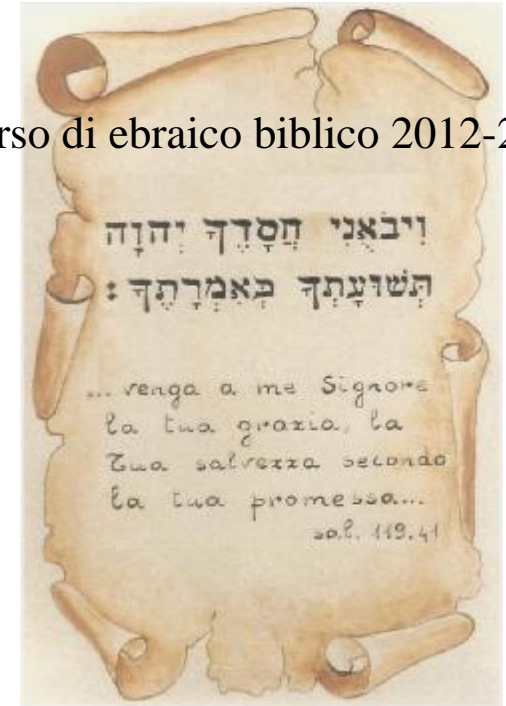 rso di ebraico biblico 2012-2
וִיבֹאֻנִי חֲסָדֶךָ יְהוָה
תְּשׁוּעָתְךָ כְּאִמְרָתֶךָ׃
... venga a me Signore
la tua grazia, la
Tua salvezza secondo
la tua promessa...
sal. 119.41